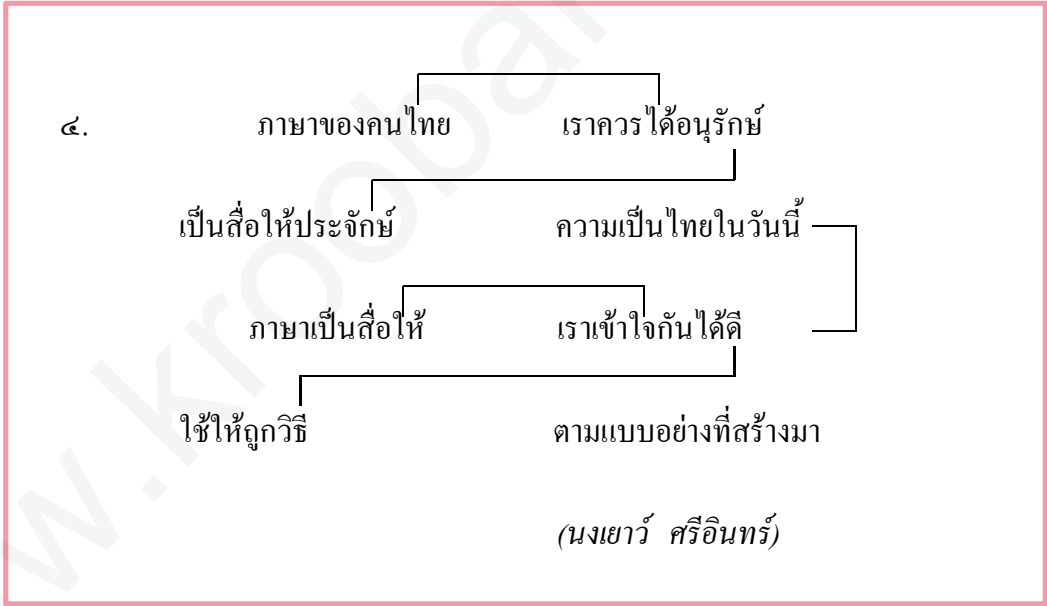 ๔. ภาษาของคนไทย เราควรได้อนุรักษ์
เป็นสื่อให้ประจักษ์ ความเป็นไทยในวันนี้
ภาษาเป็นสื่อให้ เราเข้าใจกันได้ดี
ใช้ให้ถูกวิธี ตามแบบอย่างที่สร้างมา
(นงเยาว์ ศรีอินทร์)